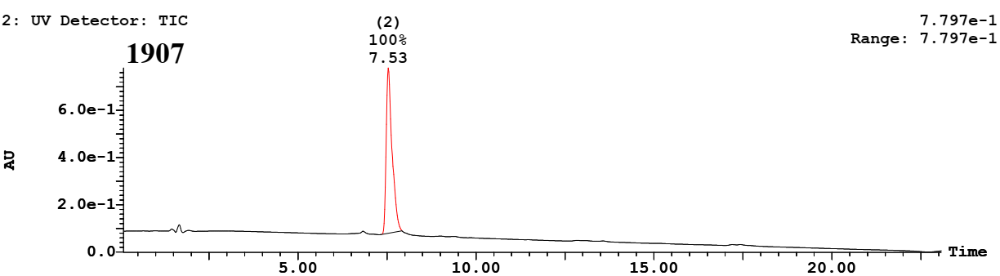 2: UV Detector: TIC
7.797e-1
Range: 7.797e-1
(2)
100%
7.53
1907
6.0e-1
4.0e-1
2.0e-1
0.0
AU
5.00
10.00
15.00
20.00
Time